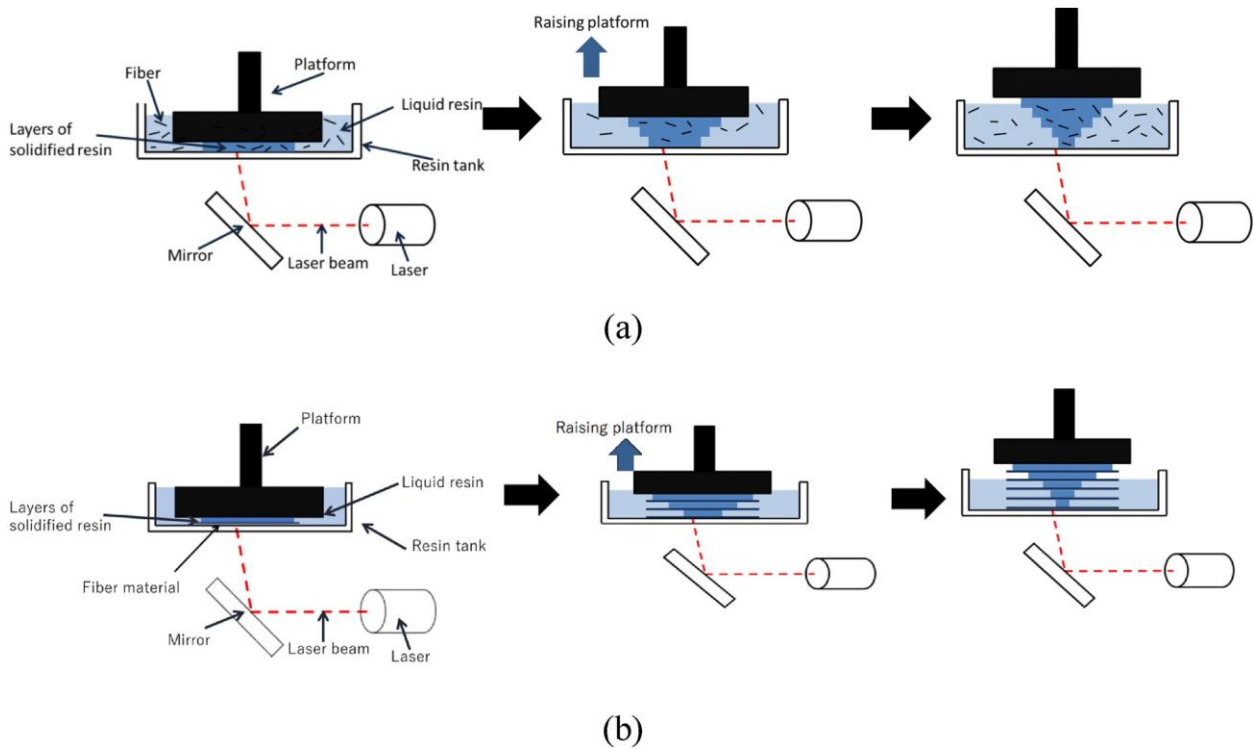 Raising platform
Fiber
Platform
Liquid resin
Layers of
solidified resin
Resin tank
Mirror
Laser beam
Laser
(a)
Platform
Raising platform
Liquid resin
Layers of
solidified resin
Resin tank
Fiber material
Mirror
Laser beam
Laser
(b)